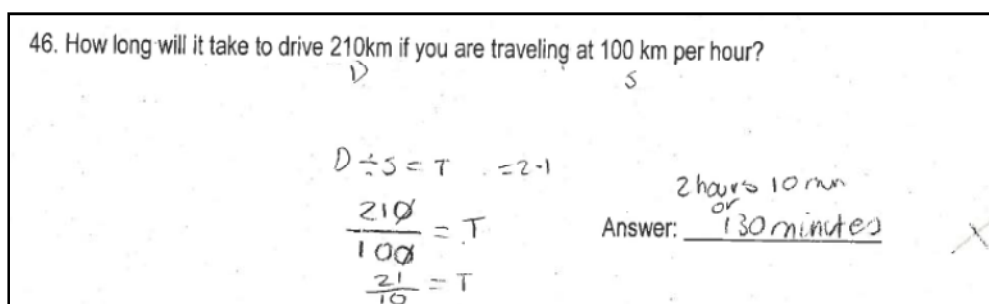 46. How long will it take to drive 210km if you are traveling at 100 km per hour?
D S
D ÷ S = T = 2.1
2 hours 10 min
210/100 = T
or
Answer: 130 minutes
21/10 = T